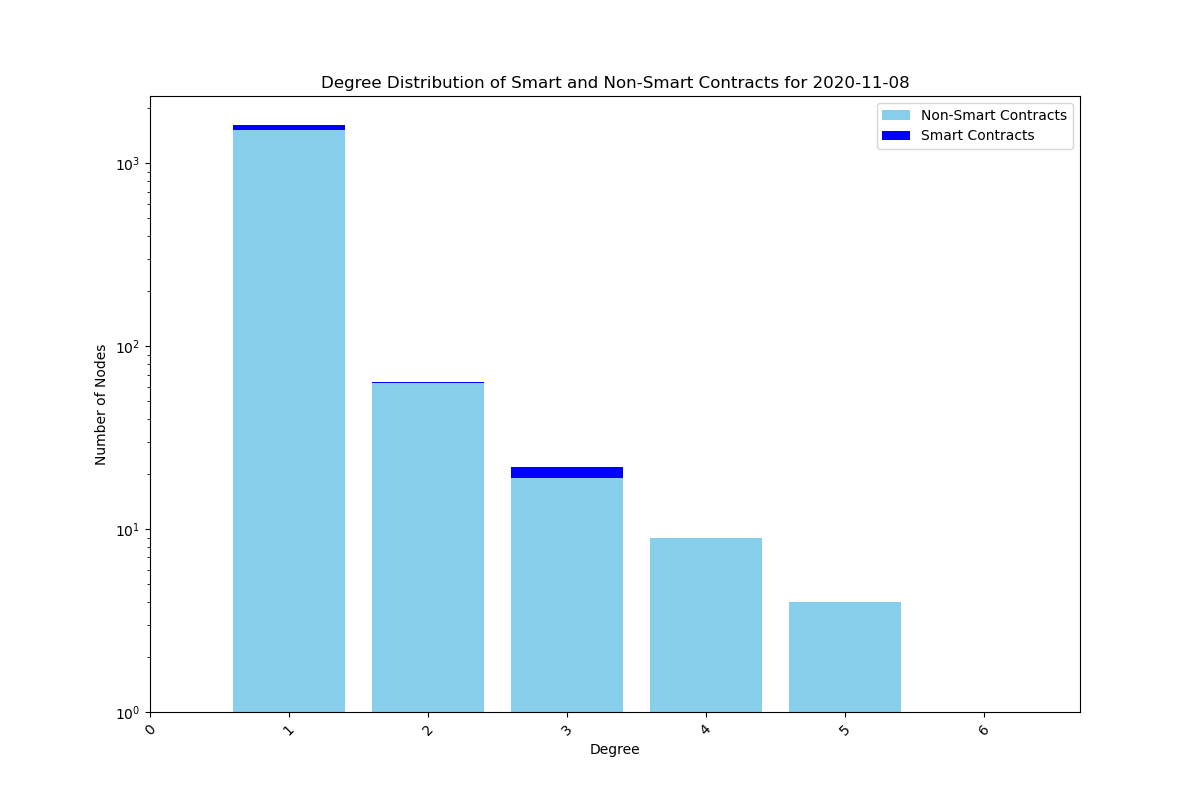 Degree Distribution of Smart and Non-Smart Contracts for 2020-11-08
Non-Smart Contracts
Smart Contracts
Number of Nodes
10³
10²
10¹
10⁰
0 1 2 3 4 5 6
Degree